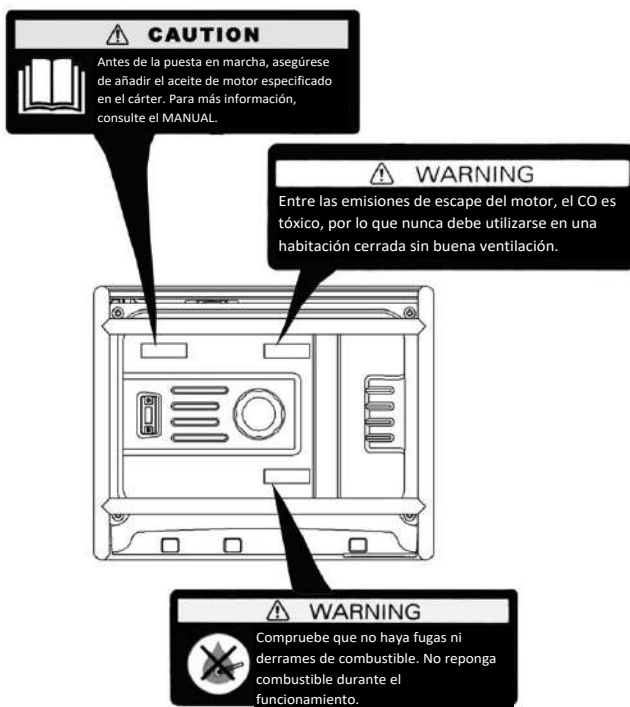 CAUTION
Antes de la puesta en marcha, asegúrese
de añadir el aceite de motor especificado
en el cárter. Para más información,
consulte el MANUAL.
WARNING
Entre las emisiones de escape del motor, el CO es
tóxico, por lo que nunca debe utilizarse en una
habitación cerrada sin buena ventilación.
WARNING
Compruebe que no haya fugas ni
derrames de combustible. No reponga
combustible durante el
funcionamiento.